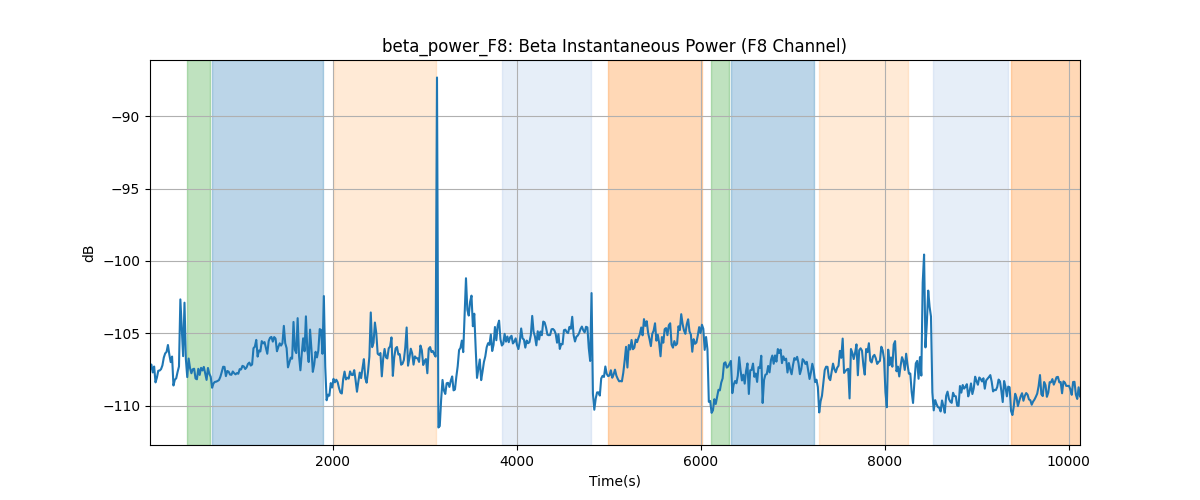 beta_power_F8: Beta Instantaneous Power (F8 Channel)
−90
−95
−100
−105
−110
dB
2000 4000 6000 8000 10000
Time(s)